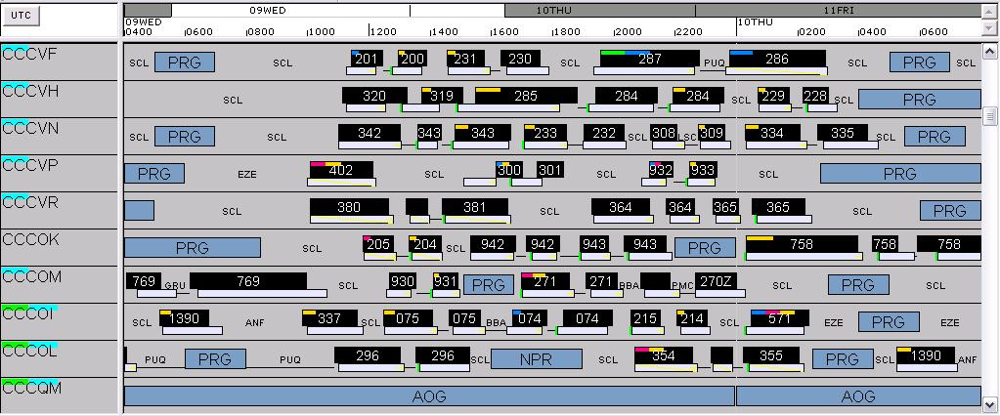 UTC 09WED 10THU 11FRI
09WED 10THU
0400 0600 0800 1000 1200 1400 1600 1800 2000 2200 0200 0400 0600
CCCVF SCL PRG SCL 201 200 231 230 SCL 287 PUQ 286 SCL PRG SCL
CCCVH SCL 320 319 285 284 284 SCL 229 228 PRG
CCCVN SCL PRG SCL 342 343 343 233 232 SCL 308 SCL 309 334 335 SCL PRG
CCCVP PRG EZE 402 SCL 300 301 SCL 932 933 SCL PRG
CCCVR SCL 380 381 SCL 364 364 365 365 SCL PRG
CCCOK PRG SCL 205 204 SCL 942 942 943 943 PRG 758 758 758
CCCOM 769 GRU 769 SCL 930 931 PRG 271 271 BBA PMC 270Z SCL PRG SCL
CCCOI SCL 1390 ANF 337 SCL 075 075 BBA 074 074 215 214 SCL 571 EZE PRG EZE
CCCOL PUQ PRG PUQ 296 296 SCL NPR SCL 354 355 PRG SCL 1390 ANF
CCCQM AOG AOG